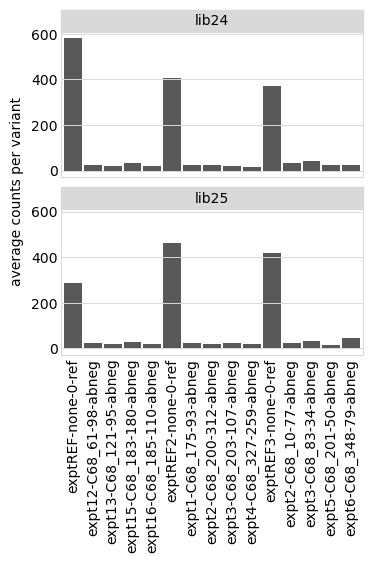 lib24
600
400
200
0
lib25
600
400
200
0
average counts per variant
exptREF-none-0-ref
expt12-C68_61-98-abneg
expt13-C68_121-95-abneg
expt15-C68_183-180-abneg
expt16-C68_185-110-abneg
exptREF2-none-0-ref
expt1-C68_175-93-abneg
expt2-C68_200-312-abneg
expt3-C68_203-107-abneg
expt4-C68_327-259-abneg
exptREF3-none-0-ref
expt2-C68_10-77-abneg
expt3-C68_83-34-abneg
expt5-C68_201-50-abneg
expt6-C68_348-79-abneg